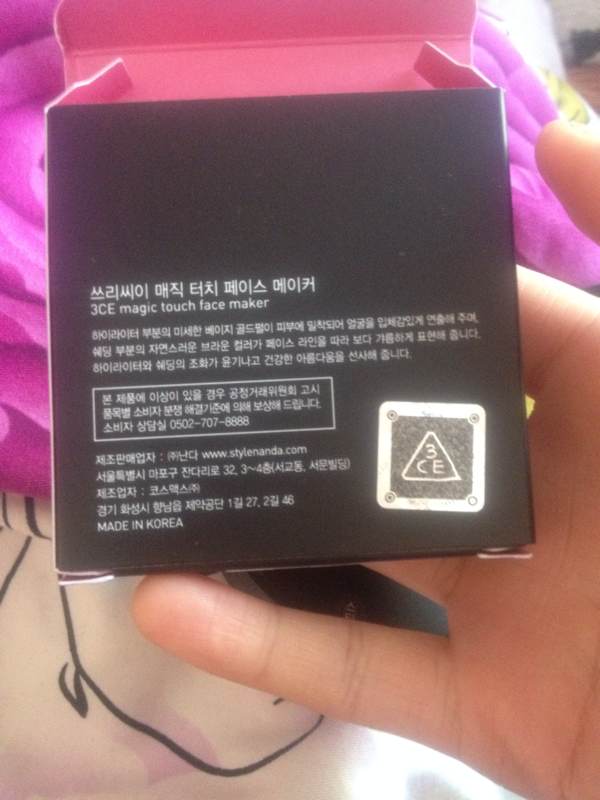 쓰리씨이 매직 터치 페이스 메이커
3CE magic touch face maker
하이라이터 부분의 미세한 베이지 골드펄이 피부에 밀착되어 얼굴을 입체감있게 연출해 주며,
쉐딩 부분의 자연스러운 브라운 컬러가 페이스 라인을 따라 보다 갸름하게 표현해 줍니다.
하이라이터와 쉐딩의 조화가 윤기나고 건강한 아름다움을 선사해 줍니다.
본 제품에 이상이 있을 경우 공정거래위원회 고시
품목별 소비자 분쟁 해결기준에 의해 보상해 드립니다.
소비자 상담실 0502-707-8888
제조판매업자 : ㈜난다 www.stylenanda.com
서울특별시 마포구 잔다리로 32, 3~4층(서교동, 서문빌딩)
제조업자 : 코스맥스㈜
경기 화성시 향남읍 제약공단 1길 27, 2길 46
MADE IN KOREA
3
CE